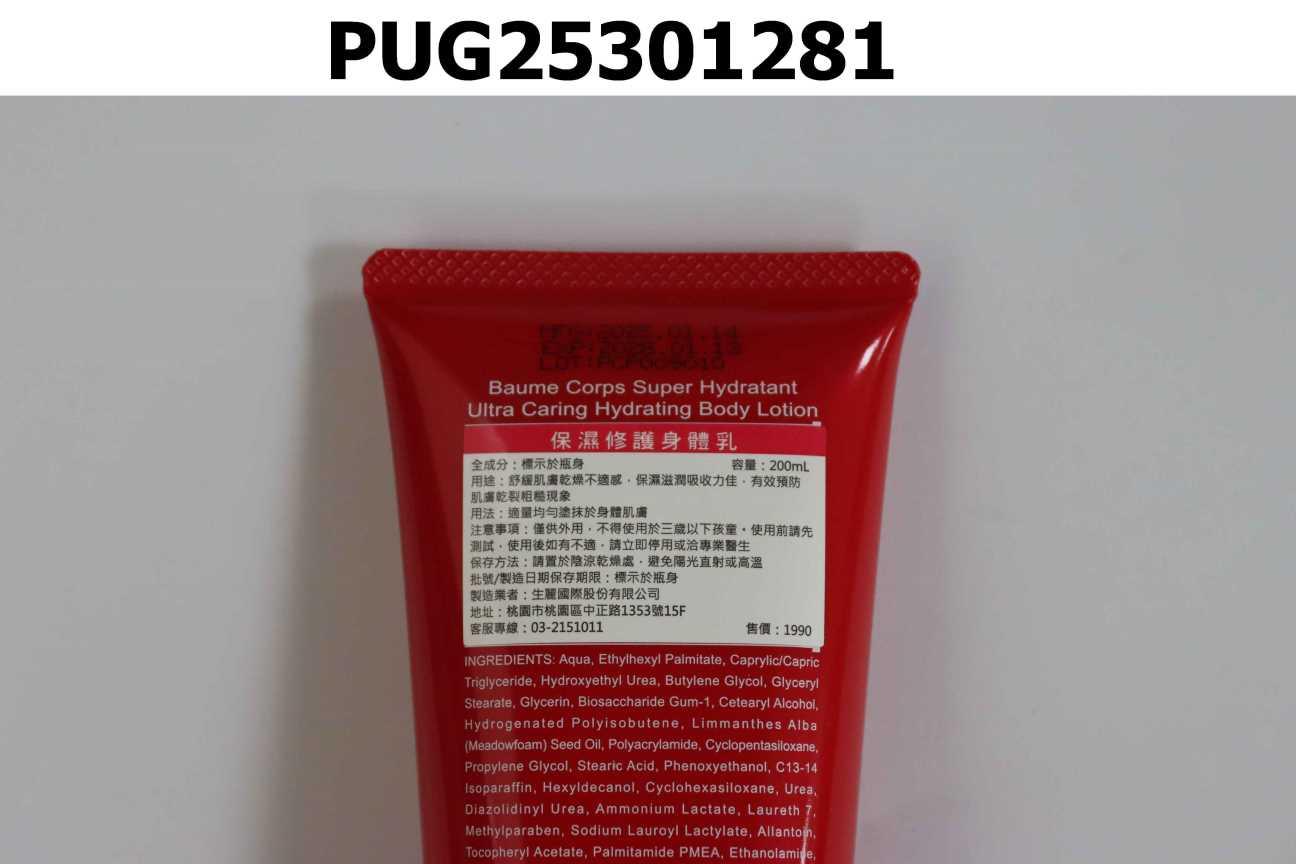 PUG25301281
Baume Corps Super Hydratant
Ultra Caring Hydrating Body Lotion
保濕修護身體乳
全成分：標示於瓶身 容量：200mL
用途：舒緩肌膚乾燥不適感，保濕滋潤吸收力佳，有效預防
肌膚乾裂粗糙現象
用法：適量均勻塗抹於身體肌膚
注意事項：僅供外用，不得使用於三歲以下孩童。使用前請先
測試，使用後如有不適，請立即停用或洽專業醫生
保存方法：請置於陰涼乾燥處，避免陽光直射或高溫
批號/製造日期保存期限：標示於瓶身
製造業者：生麗國際股份有限公司
地址：桃園市桃園區中正路1353號15F
客服專線：03-2151011 售價：1990
INGREDIENTS: Aqua, Ethylhexyl Palmitate, Caprylic/Capric
Triglyceride, Hydroxyethyl Urea, Butylene Glycol, Glyceryl
Stearate, Glycerin, Biosaccharide Gum-1, Cetearyl Alcohol,
Hydrogenated Polyisobutene, Limmanthes Alba
(Meadowfoam) Seed Oil, Polyacrylamide, Cyclopentasiloxane,
Propylene Glycol, Stearic Acid, Phenoxyethanol, C13-14
Isoparaffin, Hexyldecanol, Cyclohexasiloxane, Urea,
Diazolidinyl Urea, Ammonium Lactate, Laureth 7,
Methylparaben, Sodium Lauroyl Lactylate, Allantoin,
Tocopheryl Acetate, Palmitamide PMEA, Ethanolamine,